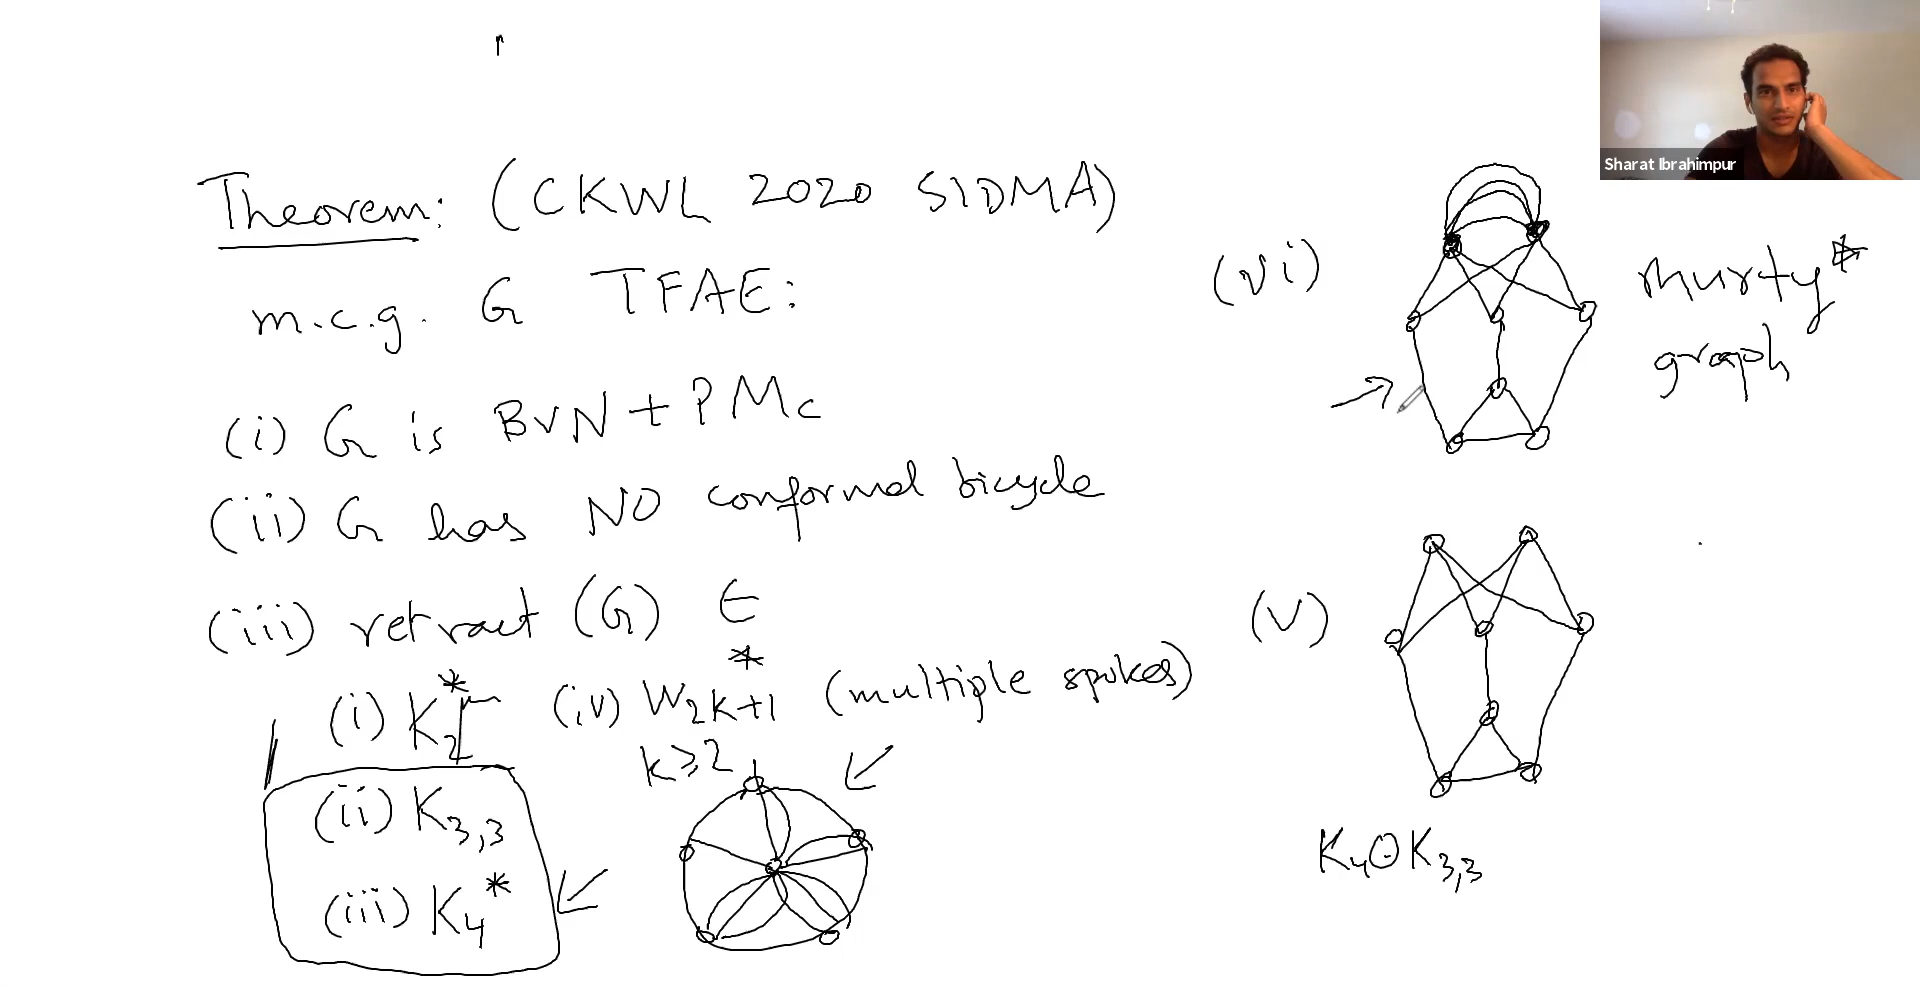 Theorem: (CKWL 2020 SIDMA)
m.c.g. G TFAE:
(i) G is BVN + PMc
(ii) G has NO conformal bicycle
(iii) retract (G) ∈
(i) K2*
(ii) K3,3
(iii) K4*
(iv) W2k+1* (multiple spokes)
k≥2
(vi) murty*
graph
(v)
K4⊙K3,3
Sharat Ibrahimpur